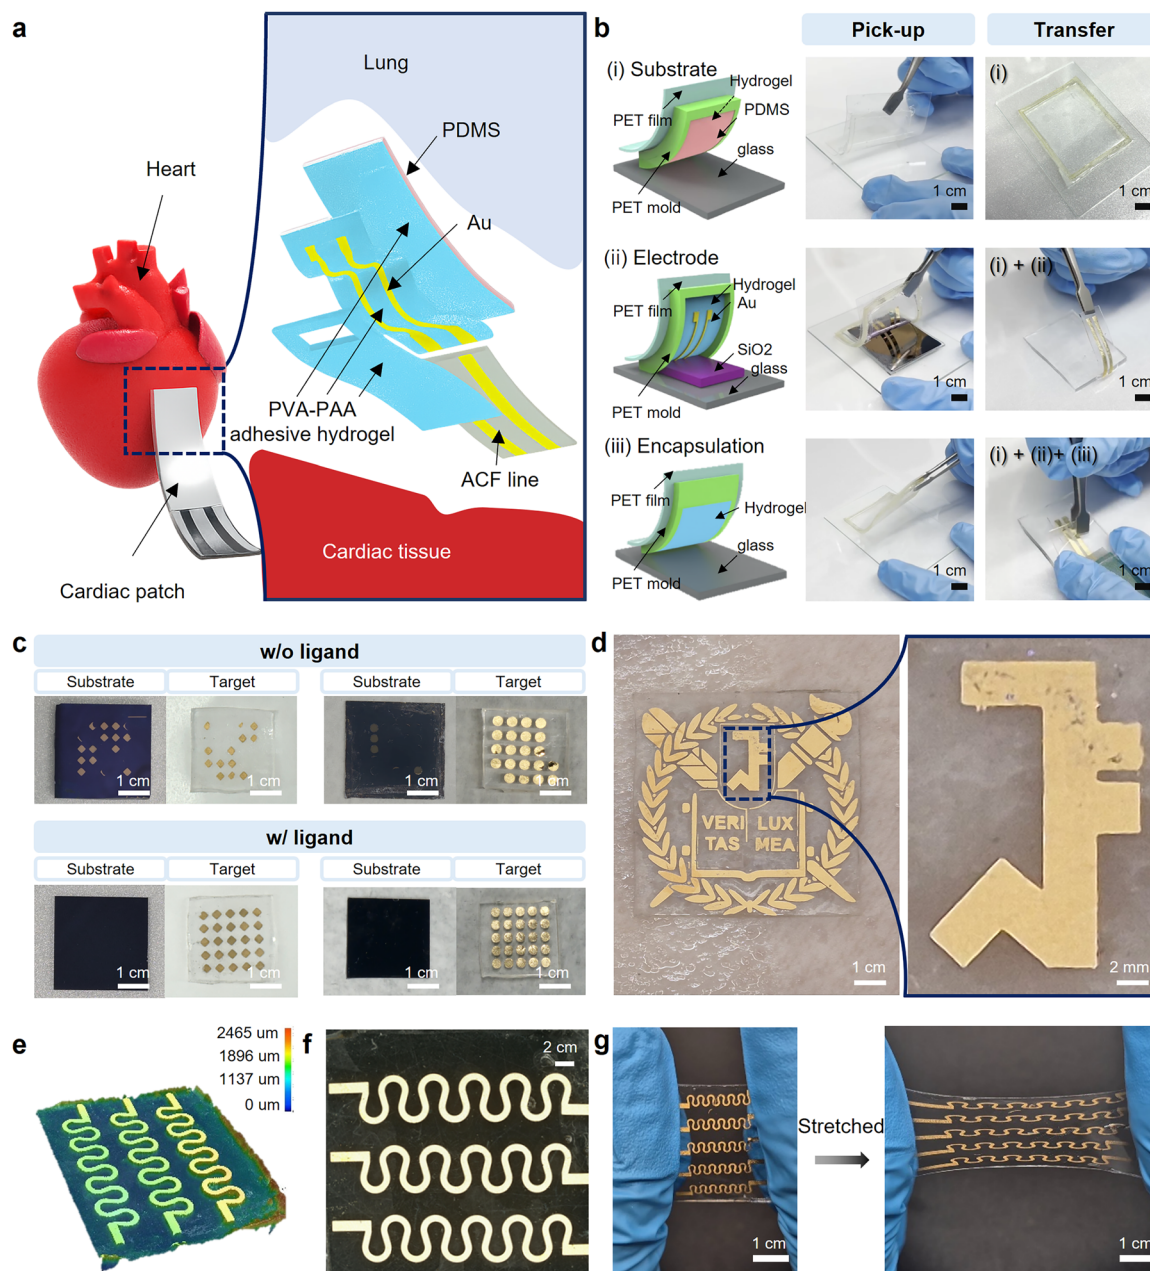 a
Lung
PDMS
Heart
Au
PVA-PAA
adhesive hydrogel
ACF line
Cardiac tissue
Cardiac patch
b
Pick-up
Transfer
(i) Substrate
Hydrogel
PET film
PDMS
glass
PET mold
1 cm
(i)
1 cm
(ii) Electrode
Hydrogel
PET film
Au
SiO2
glass
PET mold
1 cm
(i) + (ii)
1 cm
(iii) Encapsulation
PET film
Hydrogel
glass
PET mold
1 cm
(i) + (ii)+ (iii)
1 cm
c
w/o ligand
Substrate
Target
Substrate
Target
1 cm
1 cm
1 cm
1 cm
w/ ligand
Substrate
Target
Substrate
Target
1 cm
1 cm
1 cm
1 cm
d
VERI LUX
TAS MEA
1 cm
2 mm
e
2465 um
1896 um
1137 um
0 um
f
2 cm
g
Stretched
1 cm
1 cm